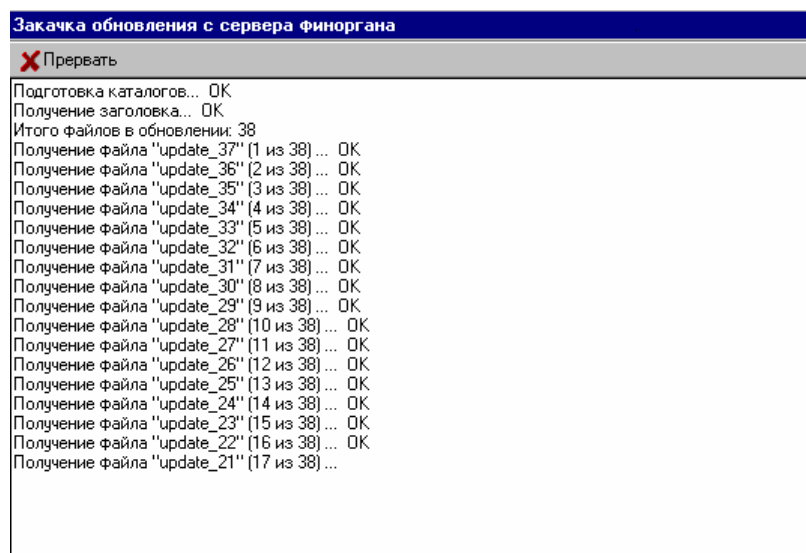 Закачка обновления с сервера финоргана
Прервать
Подготовка каталогов... OK
Получение заголовка... OK
Итого файлов в обновлении: 38
Получение файла "update_37" (1 из 38) ... OK
Получение файла "update_36" (2 из 38) ... OK
Получение файла "update_35" (3 из 38) ... OK
Получение файла "update_34" (4 из 38) ... OK
Получение файла "update_33" (5 из 38) ... OK
Получение файла "update_32" (6 из 38) ... OK
Получение файла "update_31" (7 из 38) ... OK
Получение файла "update_30" (8 из 38) ... OK
Получение файла "update_29" (9 из 38) ... OK
Получение файла "update_28" (10 из 38) ... OK
Получение файла "update_27" (11 из 38) ... OK
Получение файла "update_26" (12 из 38) ... OK
Получение файла "update_25" (13 из 38) ... OK
Получение файла "update_24" (14 из 38) ... OK
Получение файла "update_23" (15 из 38) ... OK
Получение файла "update_22" (16 из 38) ... OK
Получение файла "update_21" (17 из 38) ...